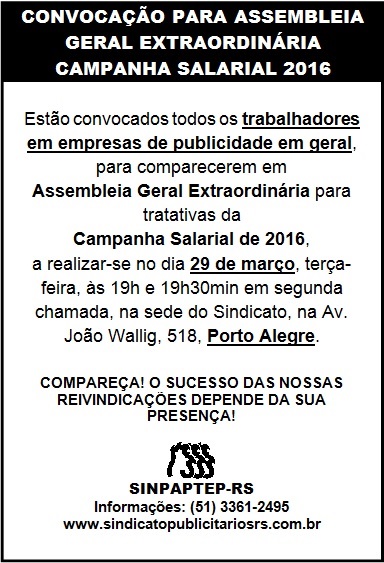 CONVOCAÇÃO PARA ASSEMBLEIA
GERAL EXTRAORDINÁRIA
CAMPANHA SALARIAL 2016
Estão convocados todos os trabalhadores
em empresas de publicidade em geral,
para comparecerem em
Assembleia Geral Extraordinária para
tratativas da
Campanha Salarial de 2016,
a realizar-se no dia 29 de março, terça-
feira, às 19h e 19h30min em segunda
chamada, na sede do Sindicato, na Av.
João Wallig, 518, Porto Alegre.
COMPAREÇA! O SUCESSO DAS NOSSAS
REIVINDICAÇÕES DEPENDE DA SUA
PRESENÇA!
SINPAPTEP-RS
Informações: (51) 3361-2495
www.sindicatopublicitariosrs.com.br